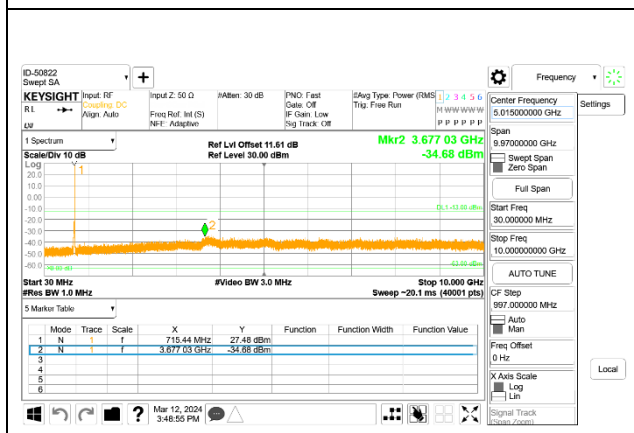 ID-50822
Swept SA
+
Frequency
KEYSIGHT
RL
Input: RF
Coupling: DC
Align: Auto
Input Z: 50 Ω
Freq Ref: Int (S)
NFE: Adaptive
#Atten: 30 dB
PNO: Fast
Gate: Off
IF Gain: Low
Sig Track: Off
#Avg Type: Power (RMS
Trig: Free Run
1 2 3 4 5 6
M W W W W W
P P P P P P
1 Spectrum
Scale/Div 10 dB
Log
Ref Lvl Offset 11.61 dB
Ref Level 30.00 dBm
Mkr2 3.677 03 GHz
-34.68 dBm
20.0
10.0
0.00
-10.0
-20.0
-30.0
-40.0
-50.0
-60.0
1
2
DL1 -13.00 dBm
Start 30 MHz
#Video BW 3.0 MHz
Stop 10.000 GHz
#Res BW 1.0 MHz
Sweep ~20.1 ms (40001 pts)
5 Marker Table
Mode Trace Scale X Y Function Function Width Function Value
1 N 1 f 715.44 MHz 27.48 dBm
2 N 1 f 3.677 03 GHz -34.68 dBm
3
4
5
6
?
Mar 12, 2024
3:48:55 PM
Center Frequency
5.015000000 GHz
Settings
Span
9.97000000 GHz
Swept Span
Zero Span
Full Span
Start Freq
30.000000 MHz
Stop Freq
10.000000000 GHz
AUTO TUNE
CF Step
997.000000 MHz
Auto
Man
Freq Offset
0 Hz
Local
X Axis Scale
Log
Lin
Signal Track
(Span Zoom)